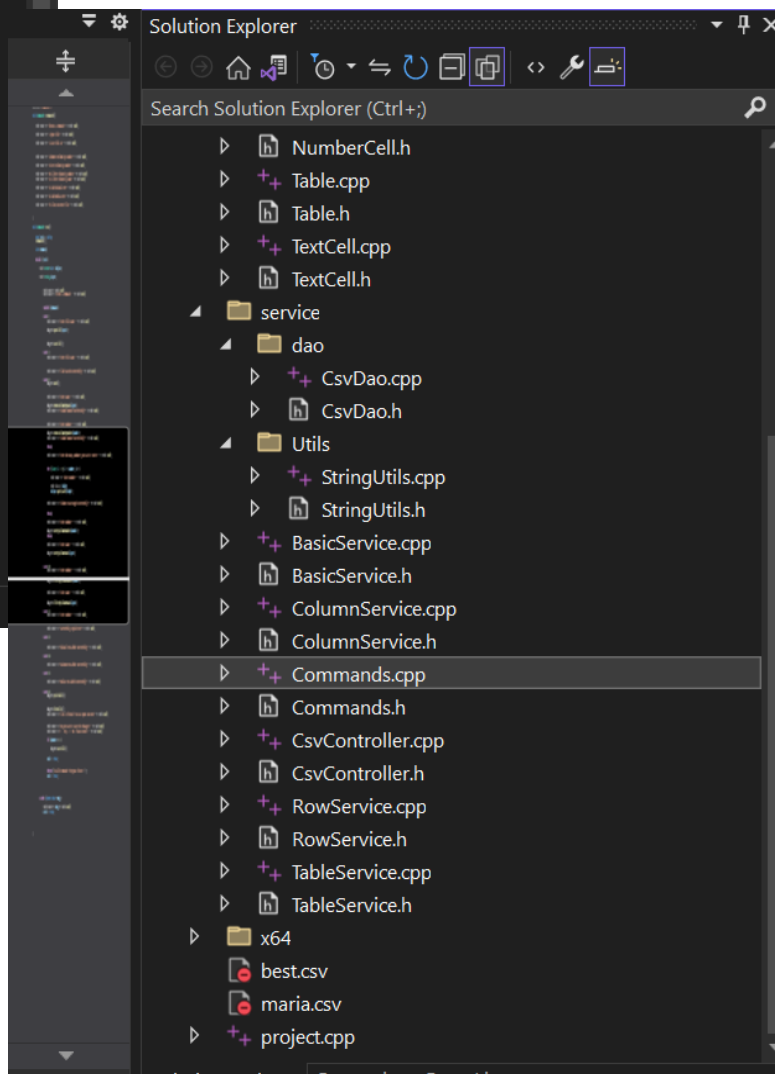 Solution Explorer
Search Solution Explorer (Ctrl+;)
NumberCell.h
Table.cpp
Table.h
TextCell.cpp
TextCell.h
service
dao
CsvDao.cpp
CsvDao.h
Utils
StringUtils.cpp
StringUtils.h
BasicService.cpp
BasicService.h
ColumnService.cpp
ColumnService.h
Commands.cpp
Commands.h
CsvController.cpp
CsvController.h
RowService.cpp
RowService.h
TableService.cpp
TableService.h
x64
best.csv
maria.csv
project.cpp